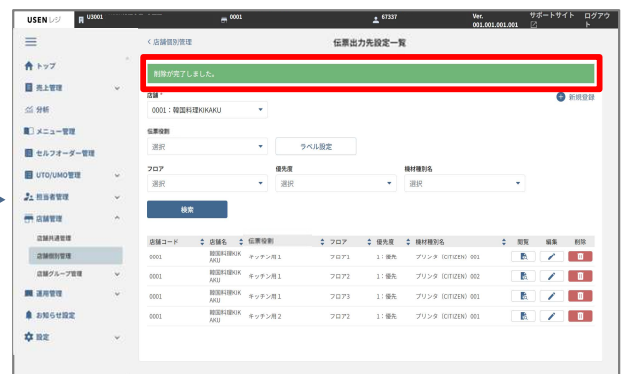 USEN レジ U3001 0001 67337 Ver. 001.001.001.001 サポートサイト ログアウト
< 店舗個別管理
伝票出力先設定一覧
トップ
売上管理
分析
メニュー管理
セルフオーダー管理
UTO/UMO管理
担当者管理
店舗管理
店舗共通管理
店舗個別管理
店舗グループ管理
運用管理
お知らせ設定
設定
削除が完了しました。
店舗 *
新規登録
0001：韓国料理KIKAKU
伝票役割
選択
ラベル設定
フロア 優先度 機材種別名
選択 選択 選択
検索
店舗コード 店舗名 伝票役割 フロア 優先度 機材種別名 閲覧 編集 削除
0001 韓国料理KIKAKU キッチン用１ フロア1 1：優先 プリンタ（CITIZEN）001
0001 韓国料理KIKAKU キッチン用１ フロア2 1：優先 プリンタ（CITIZEN）002
0001 韓国料理KIKAKU キッチン用１ フロア3 1：優先 プリンタ（CITIZEN）001
0001 韓国料理KIKAKU キッチン用２ フロア2 1：優先 プリンタ（CITIZEN）001